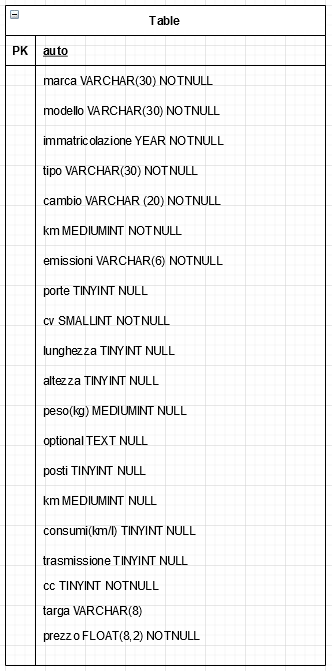 Table
PK auto
marca VARCHAR(30) NOTNULL
modello VARCHAR(30) NOTNULL
immatricolazione YEAR NOTNULL
tipo VARCHAR(30) NOTNULL
cambio VARCHAR (20) NOTNULL
km MEDIUMINT NOTNULL
emissioni VARCHAR(6) NOTNULL
porte TINYINT NULL
cv SMALLINT NOTNULL
lunghezza TINYINT NULL
altezza TINYINT NULL
peso(kg) MEDIUMINT NULL
optional TEXT NULL
posti TINYINT NULL
km MEDIUMINT NULL
consumi(km/l) TINYINT NULL
trasmissione TINYINT NULL
cc TINYINT NOTNULL
targa VARCHAR(8)
prezzo FLOAT(8,2) NOTNULL